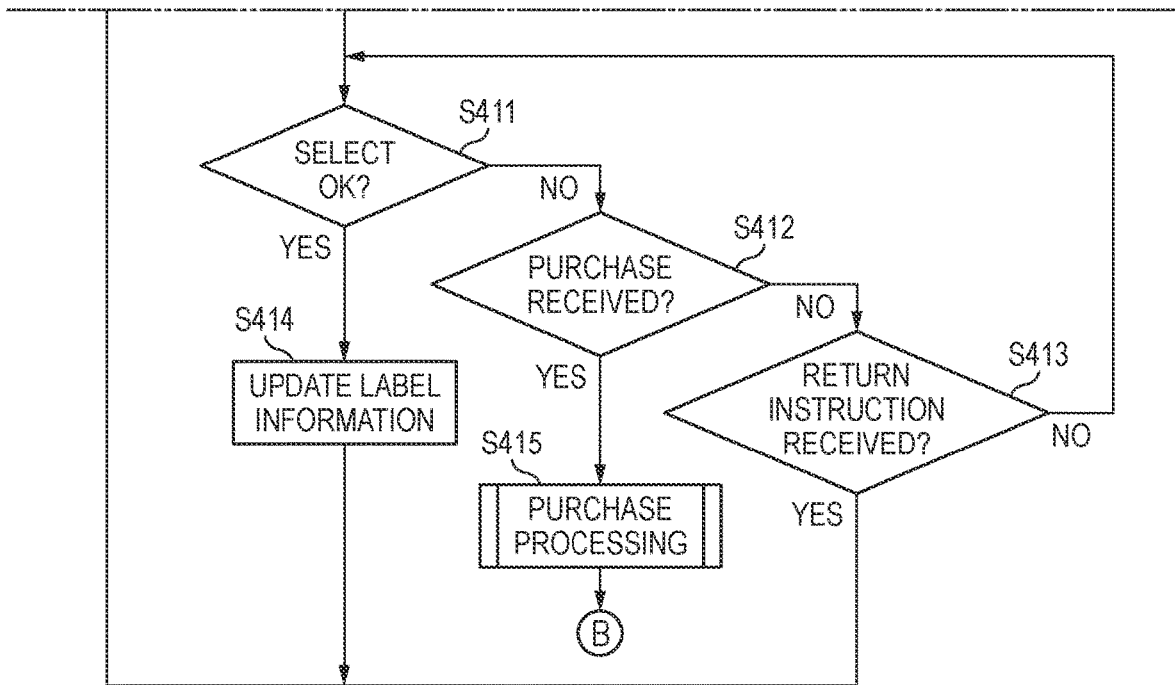 S411
SELECT
OK?
NO
YES
S412
PURCHASE
RECEIVED?
NO
YES
S413
RETURN
INSTRUCTION
RECEIVED?
NO
YES
S414
UPDATE LABEL
INFORMATION
S415
PURCHASE
PROCESSING
B